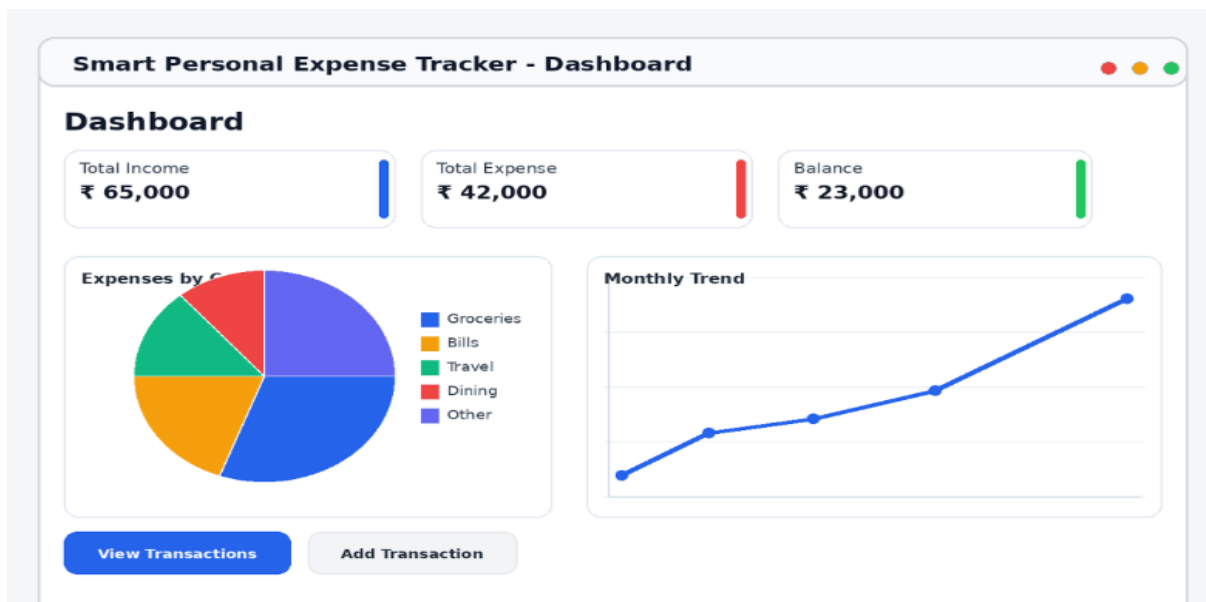 Smart Personal Expense Tracker - Dashboard
Dashboard
Total Income
₹ 65,000
Total Expense
₹ 42,000
Balance
₹ 23,000
Expenses by
Groceries
Bills
Travel
Dining
Other
Monthly Trend
View Transactions
Add Transaction